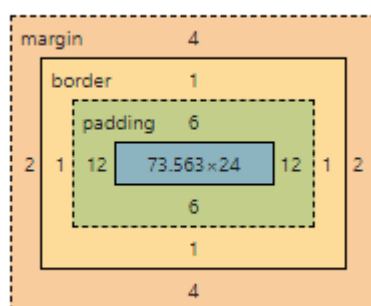 margin 4
border 1
padding 6
2 1 12 73.563×24 12 1 2
6
1
4